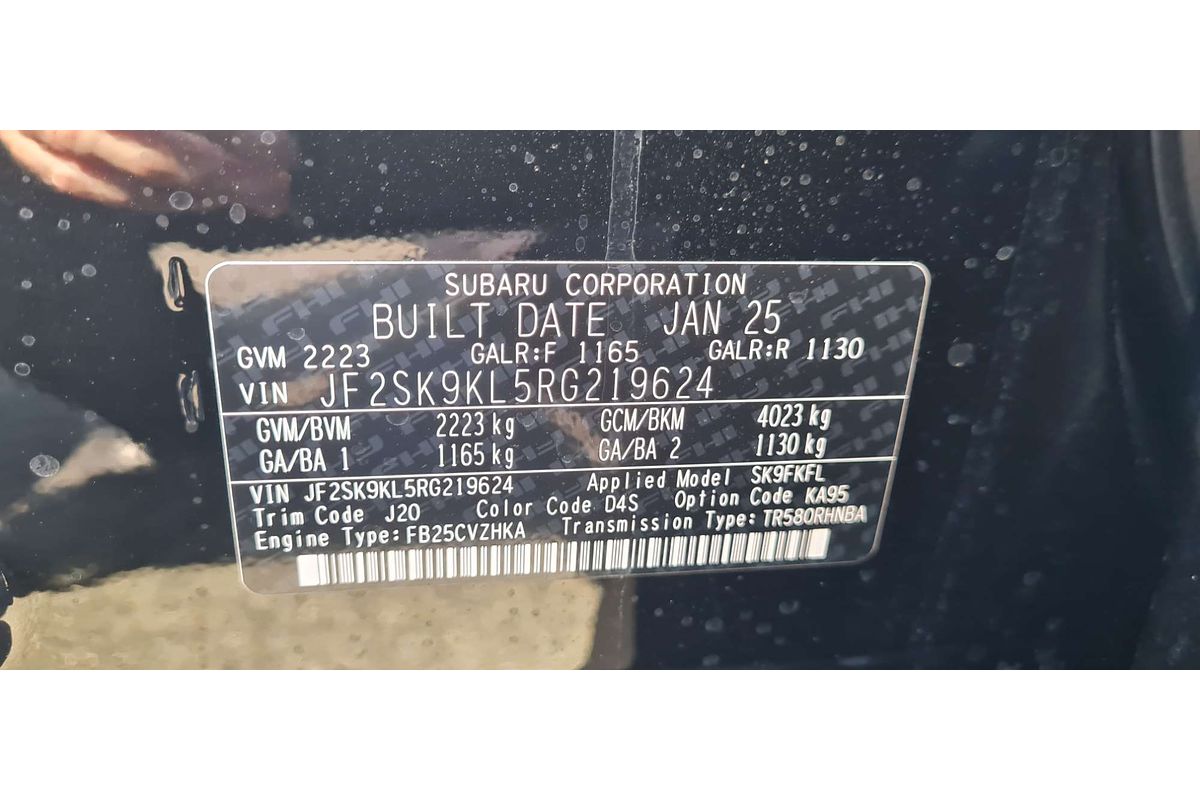 SUBARU CORPORATION
BUILT DATE JAN 25
GVM 2223 GALR:F 1165 GALR:R 1130
VIN JF2SK9KL5RG219624
GVM/BVM 2223 kg GCM/BKM 4023 kg
GA/BA 1 1165 kg GA/BA 2 1130 kg
VIN JF2SK9KL5RG219624 Applied Model SK9FKFL
Trim Code J20 Color Code D4S Option Code KA95
Engine Type:FB25CVZHKA Transmission Type:TR580RHNBA